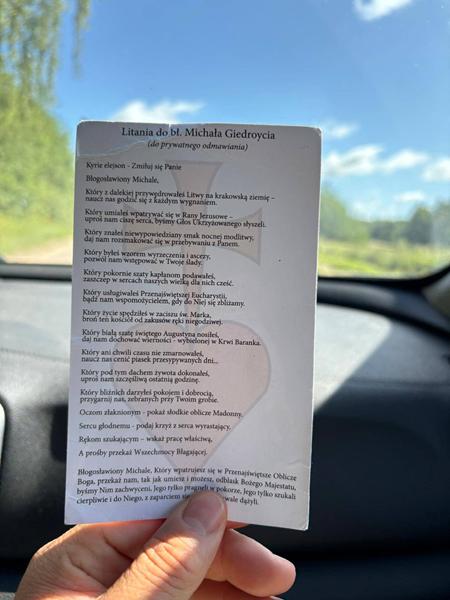 Litania do bł. Michała Giedroycia
(do prywatnego odmawiania)
Kyrie elejson - Zmiłuj się Panie
Błogosławiony Michale,
Który z dalekiej przywędrowałeś Litwy na krakowską ziemię –
naucz nas godzić się z każdym wygnaniem.
Który umiałeś wpatrywać się w Rany Jezusowe –
uproś nam ciszę serca, byśmy Głos Ukrzyżowanego słyszeli.
Który znałeś niewypowiedziany smak nocnej modlitwy,
daj nam rozsmakować się w przebywaniu z Panem.
Który byłeś wzorem wyrzeczenia i ascezy,
pozwól nam wstępować w Twoje ślady.
Który pokornie szaty kapłanom podawałeś,
zaszczep w sercach naszych wielką dla nich cześć.
Który usługiwałeś Przenajświętszej Eucharystii,
bądź nam wspomożycielem, gdy do Niej się zbliżamy.
Który życie spędziłeś w zaciszu św. Marka,
broń ten kościół od zakusów ręki niegodziwej.
Który białą szatę świętego Augustyna nosiłeś,
daj nam dochować wierności - wybielonej w Krwi Baranka.
Który ani chwili czasu nie zmarnowałeś,
naucz nas cenić piasek przesypywanych dni...
Który pod tym dachem żywota dokonałeś,
uproś nam szczęśliwą ostatnią godzinę.
Który bliźnich darzyłeś pokojem i dobrocią,
przygarnij nas, zebranych przy Twoim grobie.
Oczom złaknionym - pokaż słodkie oblicze Madonny,
Sercu głodnemu - podaj krzyż z serca wyrastający,
Rękom szukającym – wskaż pracę właściwą,
A prośby przekaż Wszechmocy Błagającej.
Błogosławiony Michale, Który wpatrujesz się w Przenajświętsze Oblicze
Boga, przekaż nam, tak jak umiesz i możesz, odblask Bożego Majestatu,
byśmy Nim zachwyceni, Jego tylko pragnęli w pokorze, Jego tylko szukali
cierpliwie i do Niego, z zaparciem się dążyli.